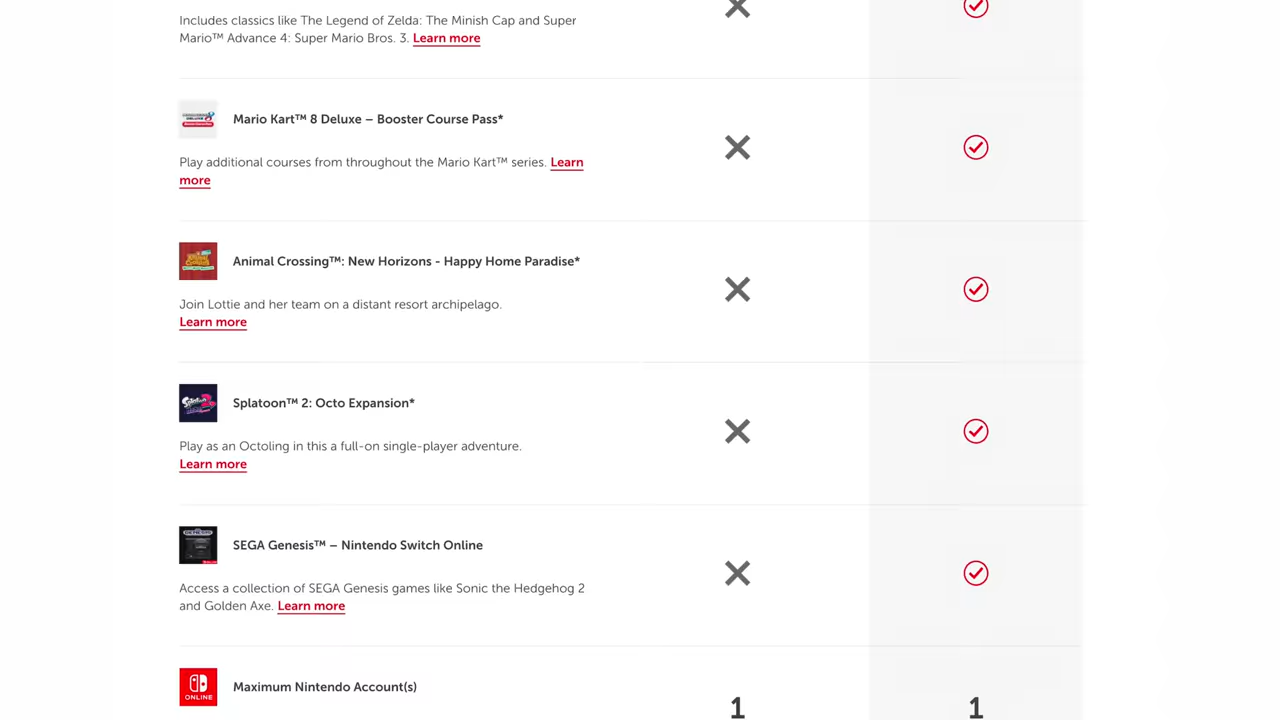 Includes classics like The Legend of Zelda: The Minish Cap and Super
Mario™ Advance 4: Super Mario Bros. 3. Learn more
Mario Kart™ 8 Deluxe – Booster Course Pass*
Play additional courses from throughout the Mario Kart™ series. Learn
more
Animal Crossing™: New Horizons - Happy Home Paradise*
Join Lottie and her team on a distant resort archipelago.
Learn more
Splatoon™ 2: Octo Expansion*
Play as an Octoling in this a full-on single-player adventure.
Learn more
SEGA Genesis™ – Nintendo Switch Online
Access a collection of SEGA Genesis games like Sonic the Hedgehog 2
and Golden Axe. Learn more
ONLINE
Maximum Nintendo Account(s)
1 1